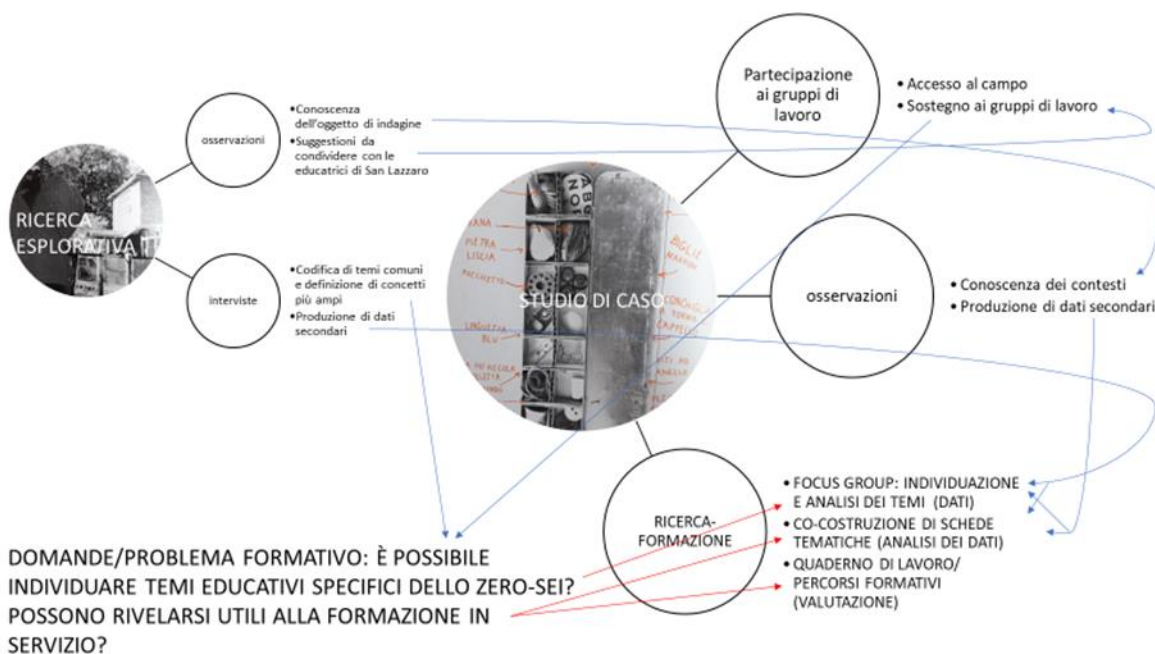 Partecipazione
ai gruppi di
lavoro
• Accesso al campo
• Sostegno ai gruppi di lavoro
osservazioni
• Conoscenza
dell'oggetto di indagine
• Suggestioni da
condividere con le
educatrici di San Lazzaro
RICERCA
ESPLORATIVA
interviste
• Codifica di temi comuni
e definizione di concetti
più ampi
• Produzione di dati
secondari
STUDIO DI CASO
PIETRA
LISCIA
BIGLIE
CAPPELLO
BLU
osservazioni
• Conoscenza dei contesti
• Produzione di dati secondari
RICERCA-
FORMAZIONE
• FOCUS GROUP: INDIVIDUAZIONE
E ANALISI DEI TEMI (DATI)
• CO-COSTRUZIONE DI SCHEDE
TEMATICHE (ANALISI DEI DATI)
• QUADERNO DI LAVORO/
PERCORSI FORMATIVI
(VALUTAZIONE)
DOMANDE/PROBLEMA FORMATIVO: È POSSIBILE
INDIVIDUARE TEMI EDUCATIVI SPECIFICI DELLO ZERO-SEI?
POSSONO RIVELARSI UTILI ALLA FORMAZIONE IN
SERVIZIO?